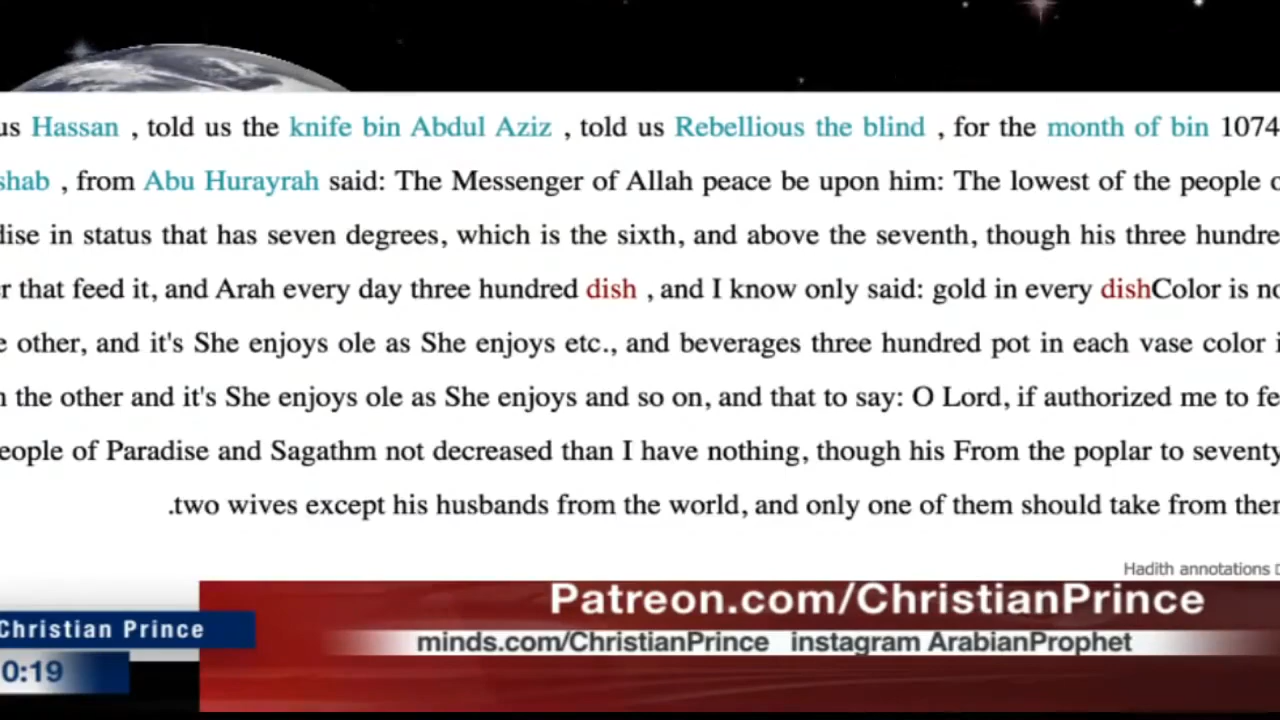 us Hassan , told us the knife bin Abdul Aziz , told us Rebellious the blind , for the month of bin 1074
shab , from Abu Hurayrah said: The Messenger of Allah peace be upon him: The lowest of the people o
dise in status that has seven degrees, which is the sixth, and above the seventh, though his three hundre
r that feed it, and Arah every day three hundred dish , and I know only said: gold in every dishColor is no
e other, and it's She enjoys ole as She enjoys etc., and beverages three hundred pot in each vase color i
n the other and it's She enjoys ole as She enjoys and so on, and that to say: O Lord, if authorized me to fe
eople of Paradise and Sagathm not decreased than I have nothing, though his From the poplar to seventy
.two wives except his husbands from the world, and only one of them should take from ther
Hadith annotations
Patreon.com/ChristianPrince
Christian Prince
minds.com/ChristianPrince instagram ArabianProphet
0:19